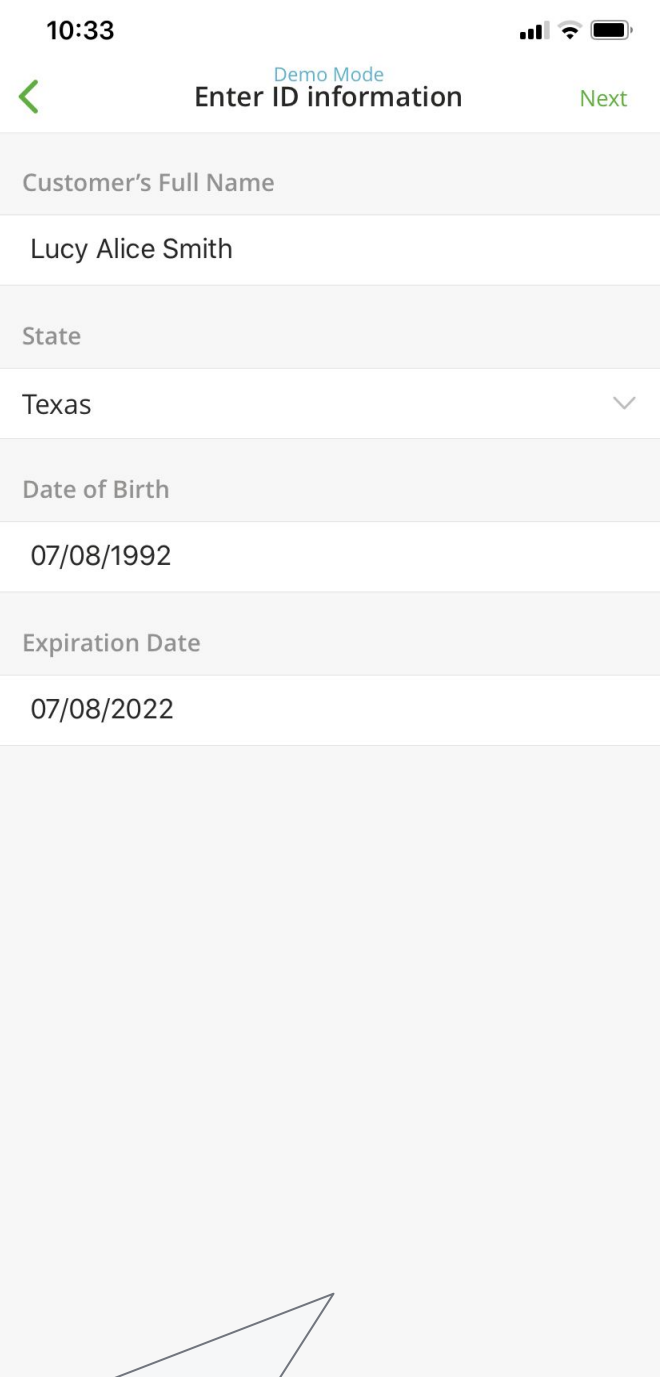 10:33
Demo Mode
Enter ID information
Next
Customer’s Full Name
Lucy Alice Smith
State
Texas
Date of Birth
07/08/1992
Expiration Date
07/08/2022